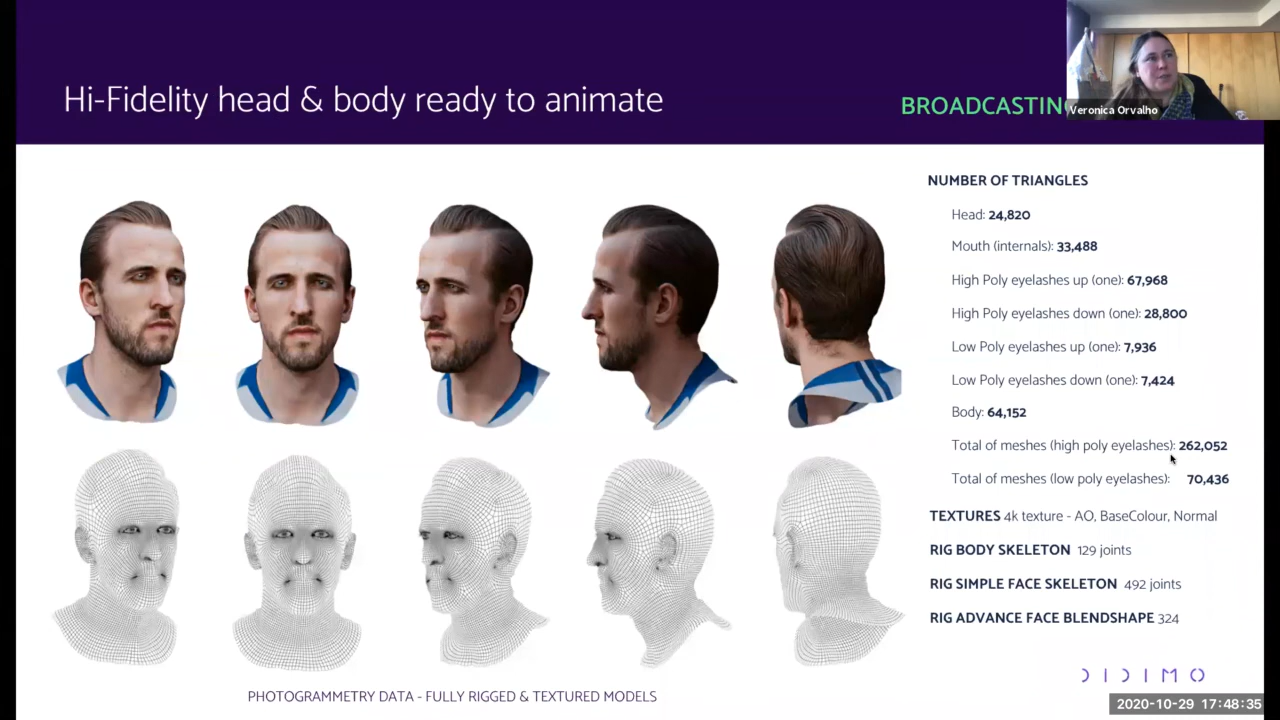 Hi-Fidelity head & body ready to animate
BROADCASTING
Veronica Orvalho
NUMBER OF TRIANGLES
Head: 24,820
Mouth (internals): 33,488
High Poly eyelashes up (one): 67,968
High Poly eyelashes down (one): 28,800
Low Poly eyelashes up (one): 7,936
Low Poly eyelashes down (one): 7,424
Body: 64,152
Total of meshes (high poly eyelashes): 262,052
Total of meshes (low poly eyelashes): 70,436
TEXTURES 4k texture - AO, BaseColour, Normal
RIG BODY SKELETON 129 joints
RIG SIMPLE FACE SKELETON 492 joints
RIG ADVANCE FACE BLENDSHAPE 324
DIDIMO
PHOTOGRAMMETRY DATA - FULLY RIGGED & TEXTURED MODELS
2020-10-29 17:48:35